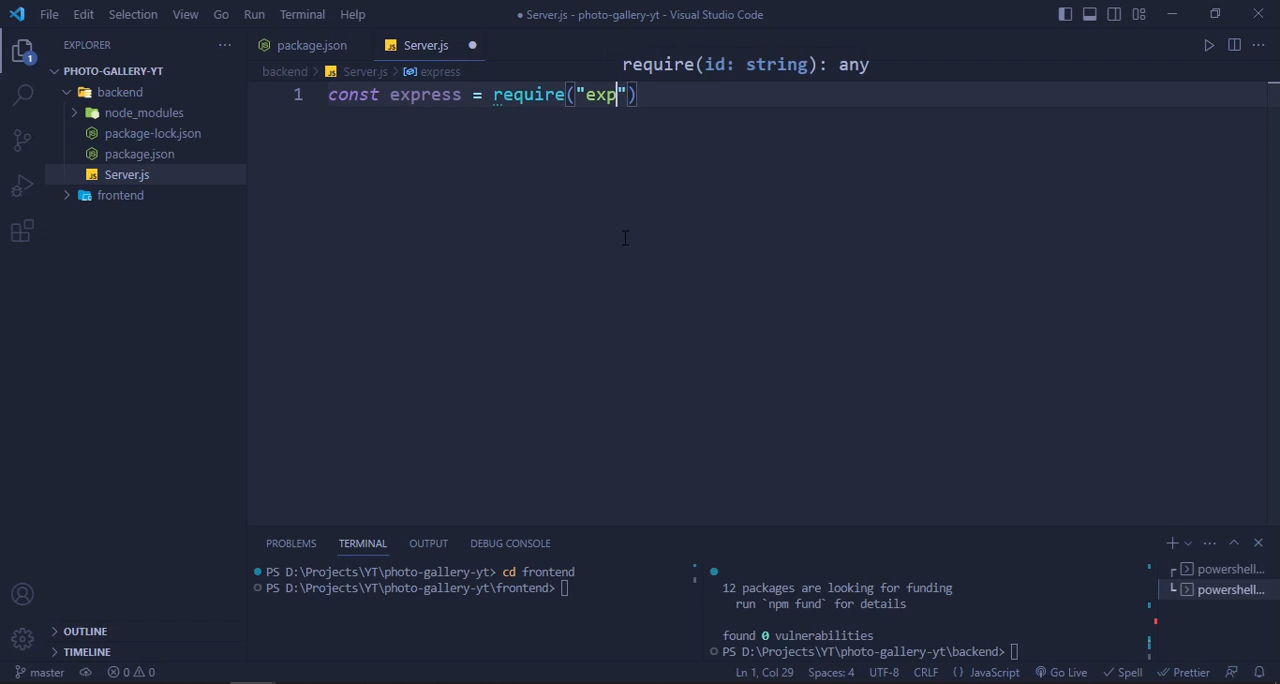 File Edit Selection View Go Run Terminal Help
● Server.js - photo-gallery-yt - Visual Studio Code
EXPLORER
package.json
Server.js
PHOTO-GALLERY-YT
backend > Server.js > express
require(id: string): any
1 const express = require("exp")
backend
node_modules
package-lock.json
package.json
Server.js
frontend
1
PROBLEMS TERMINAL OUTPUT DEBUG CONSOLE
PS D:\Projects\YT\photo-gallery-yt> cd frontend
PS D:\Projects\YT\photo-gallery-yt\frontend>
12 packages are looking for funding
run `npm fund` for details
found 0 vulnerabilities
PS D:\Projects\YT\photo-gallery-yt\backend>
powershell...
powershell...
OUTLINE
TIMELINE
master 0 0 Ln 1, Col 29 Spaces: 4 UTF-8 CRLF {} JavaScript Go Live Spell Prettier